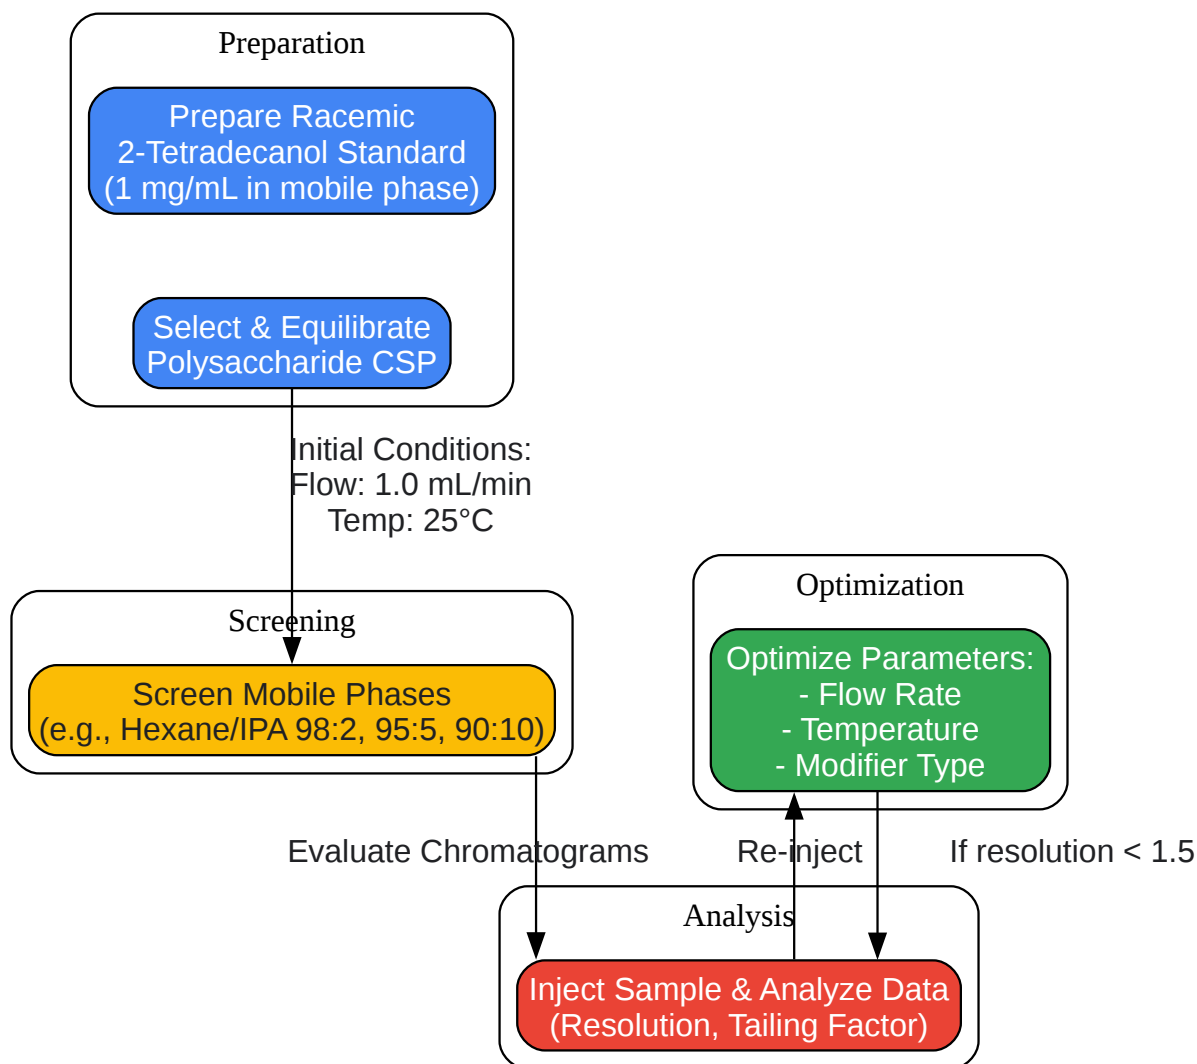 Preparation
Prepare Racemic
2-Tetradecanol Standard
(1 mg/mL in mobile phase)
Select & Equilibrate
Polysaccharide CSP
Initial Conditions:
Flow: 1.0 mL/min
Temp: 25°C
Screening
Screen Mobile Phases
(e.g., Hexane/IPA 98:2, 95:5, 90:10)
Optimization
Optimize Parameters:
- Flow Rate
- Temperature
- Modifier Type
Evaluate Chromatograms
Re-inject
If resolution < 1.5
Analysis
Inject Sample & Analyze Data
(Resolution, Tailing Factor)